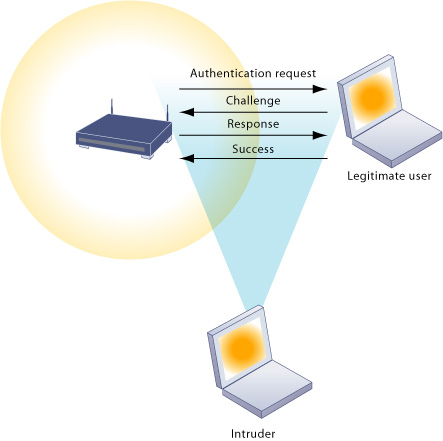 Authentication request
Challenge
Response
Success
Legitimate user
Intruder